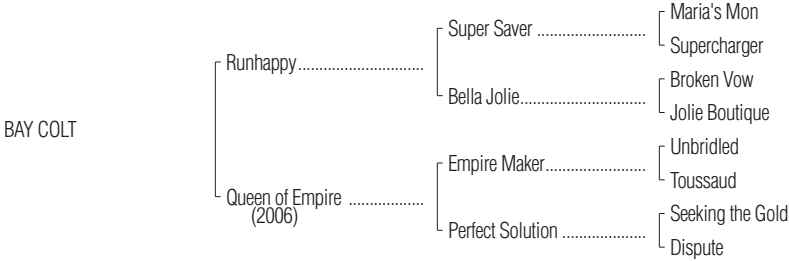 Maria's Mon
Super Saver ..........................
Supercharger
Runhappy..............................
Broken Vow
Bella Jolie..............................
Jolie Boutique
BAY COLT
Unbridled
Empire Maker........................
Toussaud
Queen of Empire ..................
(2006)
Seeking the Gold
Perfect Solution ....................
Dispute